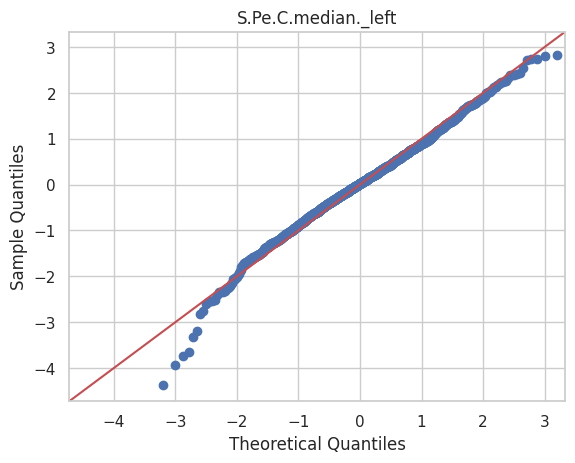 S.Pe.C.median._left
3
2
1
0
−1
−2
−3
−4
Sample Quantiles
−4 −3 −2 −1 0 1 2 3
Theoretical Quantiles